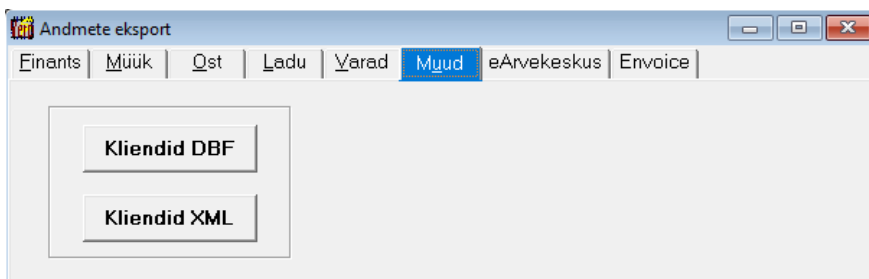 Andmete eksport
Finants Müük Ost Ladu Varad Muud eArvekeskus Envoice
Kliendid DBF
Kliendid XML